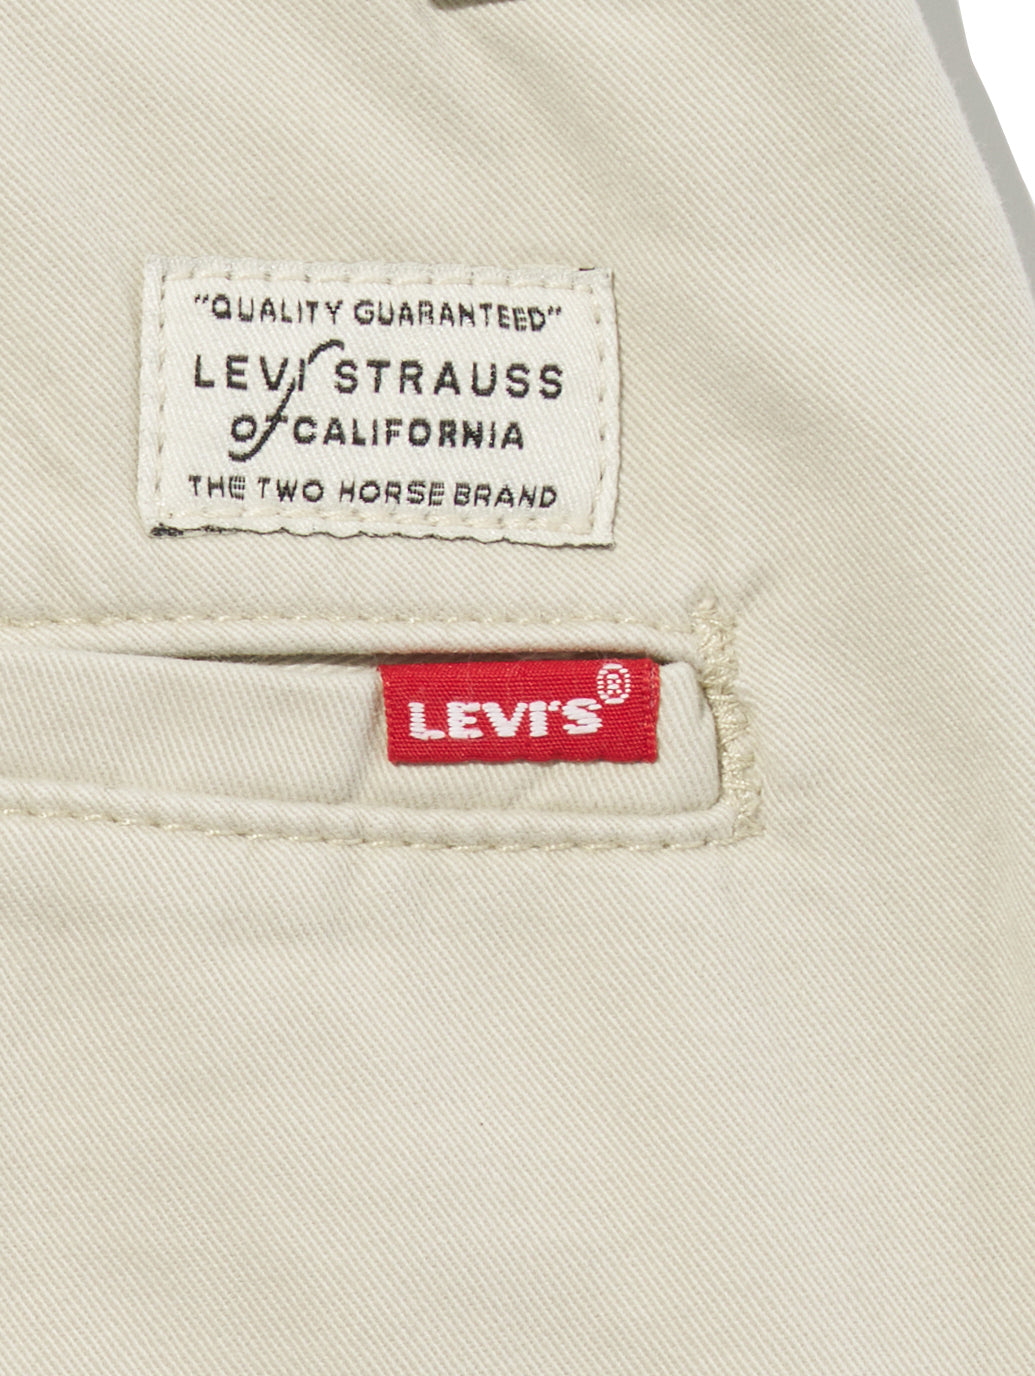 "QUALITY GUARANTEED"
LEVI STRAUSS
of CALIFORNIA
THE TWO HORSE BRAND
LEVI'S®